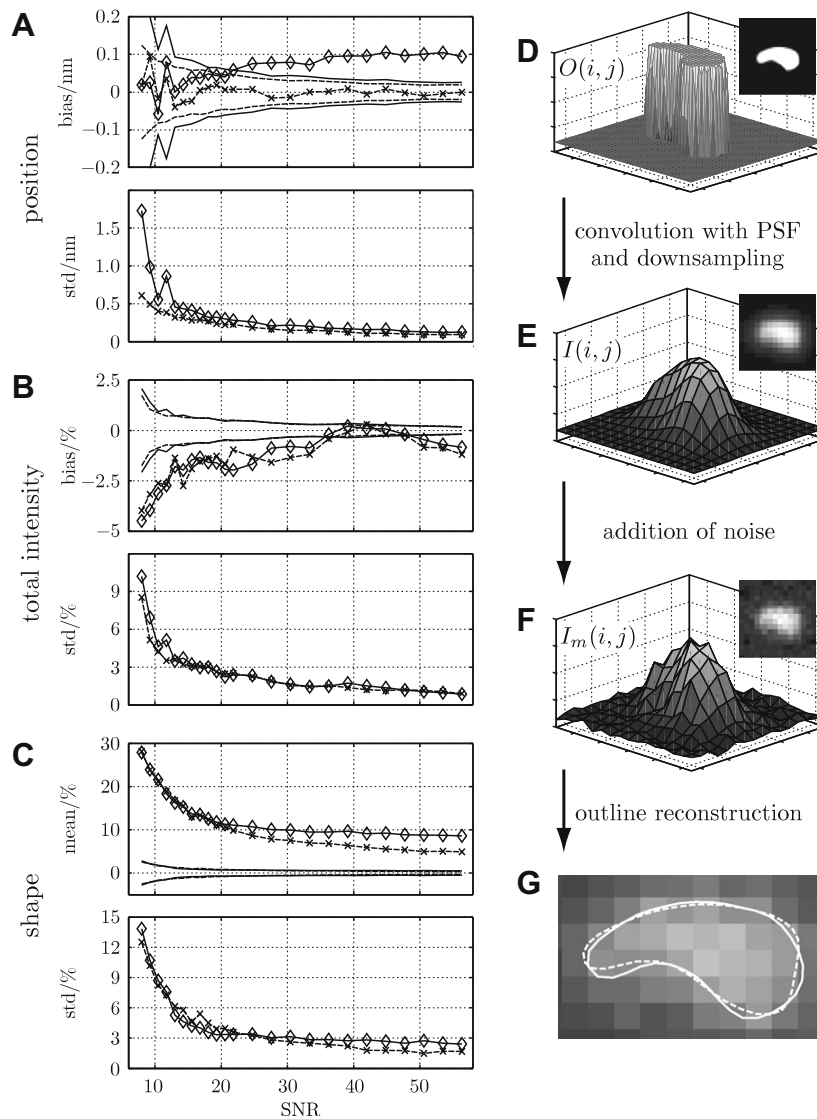 A
position
bias/nm
0.2
0.1
0
−0.1
−0.2
std/nm
1.5
1.0
0.5
0
B
total intensity
bias/%
2.5
0
−2.5
−5
std/%
9
6
3
0
C
shape
mean/%
30
20
10
0
std/%
15
12
9
6
3
0
10 20 30 40 50
SNR
D
O(i, j)
convolution with PSF
and downsampling
E
I(i, j)
addition of noise
F
I_m(i, j)
outline reconstruction
G